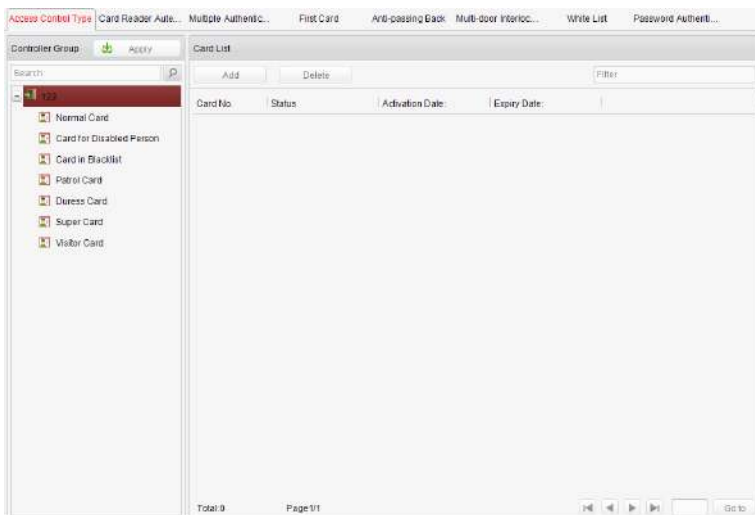 Access Control Type Card Reader Aute... Multiple Authentic... First Card Anti-passing Back Multi-door Interloc... White List Password Authenti...
Controller Group Apply
Card List
Search
Add Delete Filter
123
Card No. Status Activation Date: Expiry Date:
Normal Card
Card for Disabled Person
Card in Blacklist
Patrol Card
Duress Card
Super Card
Visitor Card
Total:0 Page1/1 Go to